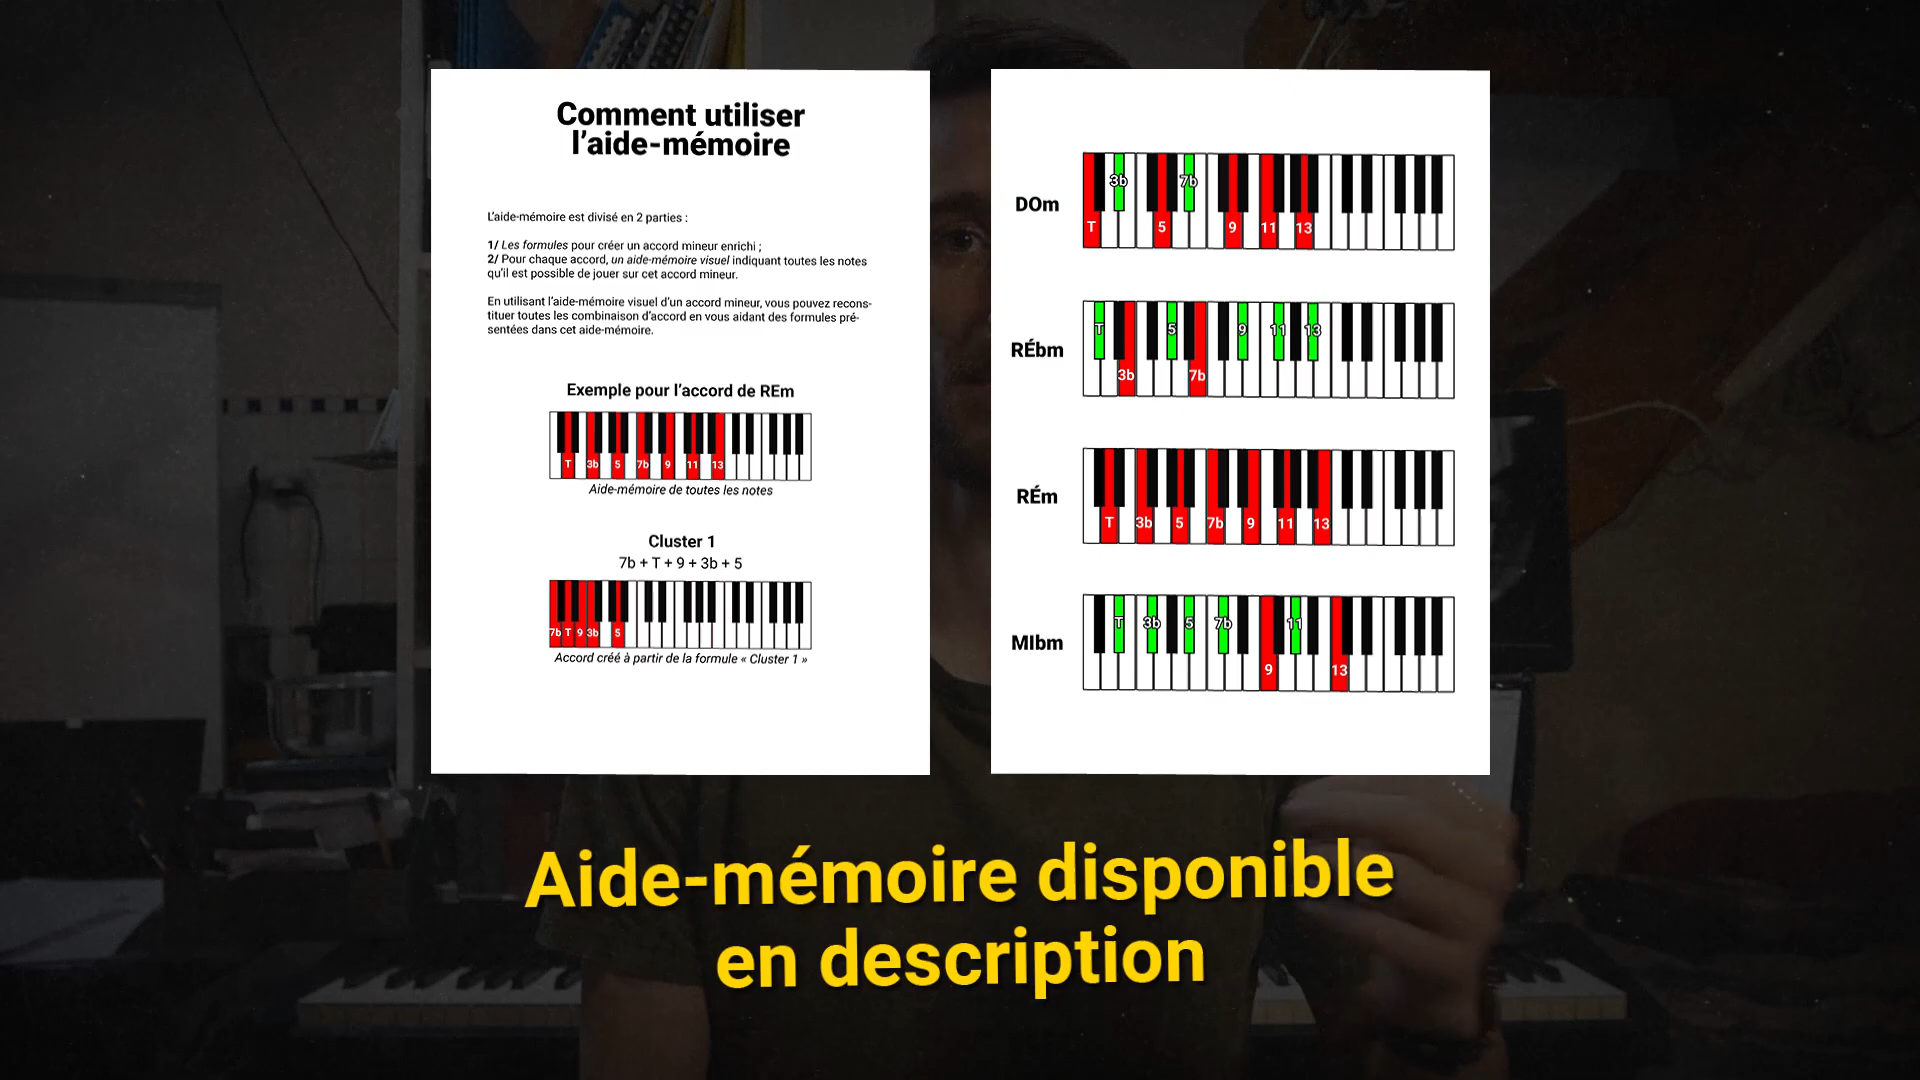 Comment utiliser
l’aide-mémoire
L’aide-mémoire est divisé en 2 parties :
1/ Les formules pour créer un accord mineur enrichi ;
2/ Pour chaque accord, un aide-mémoire visuel indiquant toutes les notes
qu’il est possible de jouer sur cet accord mineur.
En utilisant l’aide-mémoire visuel d’un accord mineur, vous pouvez recons-
tituer toutes les combinaison d’accord en vous aidant des formules pré-
sentées dans cet aide-mémoire.
Exemple pour l’accord de REm
T 3b 5 7b 9 11 13
Aide-mémoire de toutes les notes
Cluster 1
7b + T + 9 + 3b + 5
7b T 9 3b 5
Accord créé à partir de la formule « Cluster 1 »
DOm
3b 7b
T 5 9 11 13
RÉbm
T 5 9 11 13
3b 7b
RÉm
T 3b 5 7b 9 11 13
MIbm
T 3b 5 7b 11
9 13
Aide-mémoire disponible
en description